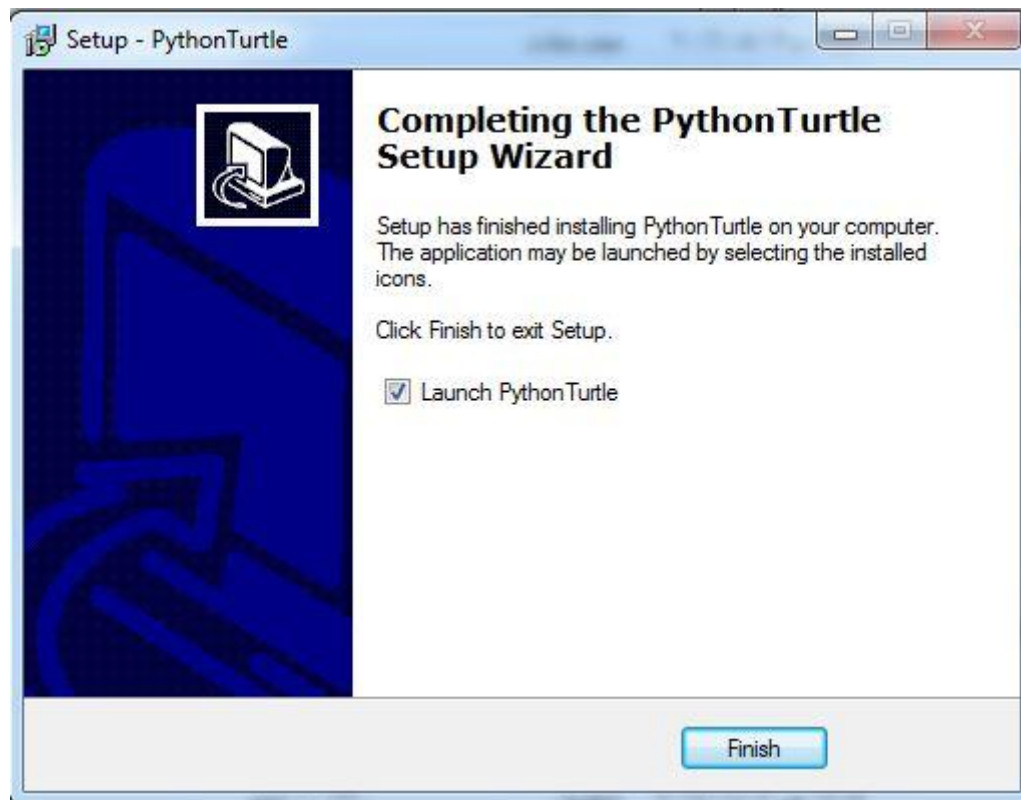 Setup - PythonTurtle
Completing the PythonTurtle
Setup Wizard
Setup has finished installing PythonTurtle on your computer.
The application may be launched by selecting the installed
icons.
Click Finish to exit Setup.
Launch PythonTurtle
Finish